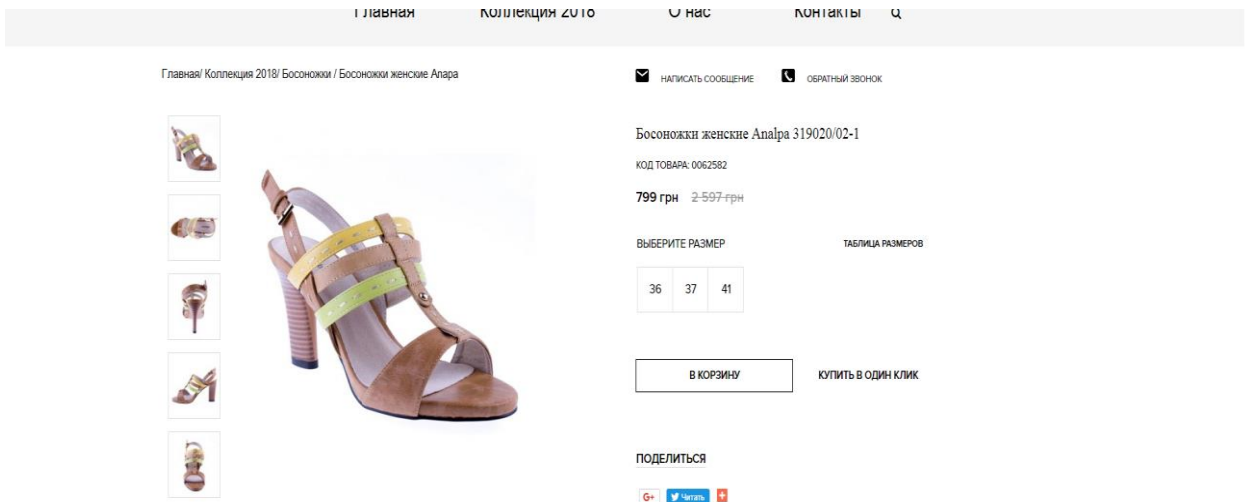 Главная Коллекция 2018 О нас Контакты
Главная/ Коллекция 2018/ Босоножки / Босоножки женские Anapa
НАПИСАТЬ СООБЩЕНИЕ ОБРАТНЫЙ ЗВОНОК
Босоножки женские Analpa 319020/02-1
КОД ТОВАРА: 0062582
799 грн 2 597 грн
ВЫБЕРИТЕ РАЗМЕР ТАБЛИЦА РАЗМЕРОВ
36 37 41
В КОРЗИНУ КУПИТЬ В ОДИН КЛИК
ПОДЕЛИТЬСЯ
G+ Читать +